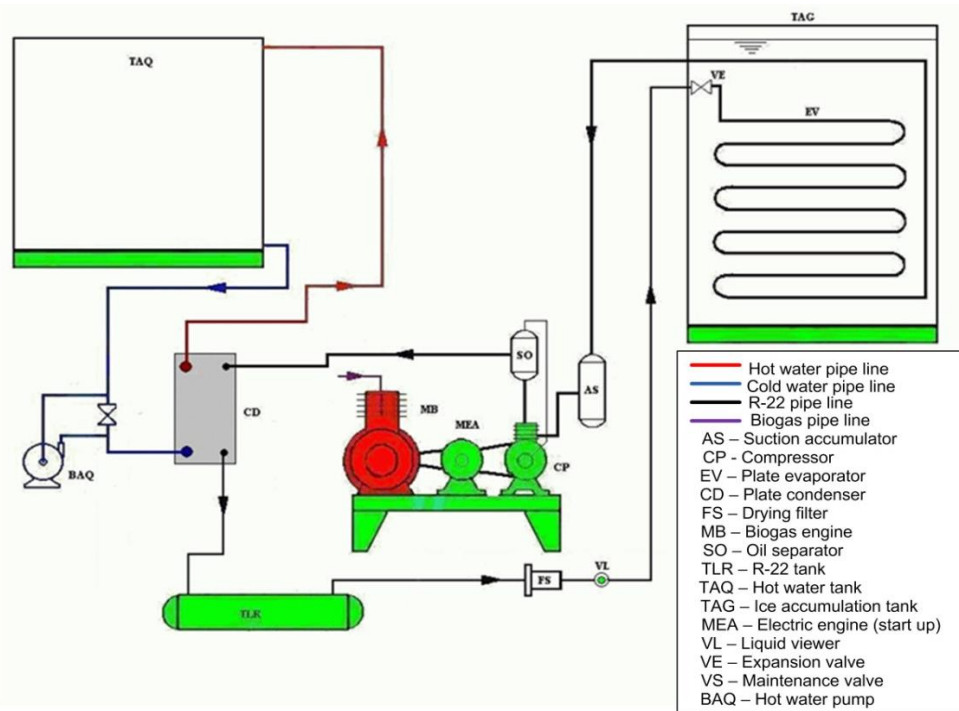 TAG
TAQ
VE
EV
SO
AS
CD
MB
MEA
CP
BAQ
VL
FS
TLR
Hot water pipe line
Cold water pipe line
R-22 pipe line
Biogas pipe line
AS – Suction accumulator
CP - Compressor
EV – Plate evaporator
CD – Plate condenser
FS – Drying filter
MB – Biogas engine
SO – Oil separator
TLR – R-22 tank
TAQ – Hot water tank
TAG – Ice accumulation tank
MEA – Electric engine (start up)
VL – Liquid viewer
VE – Expansion valve
VS – Maintenance valve
BAQ – Hot water pump